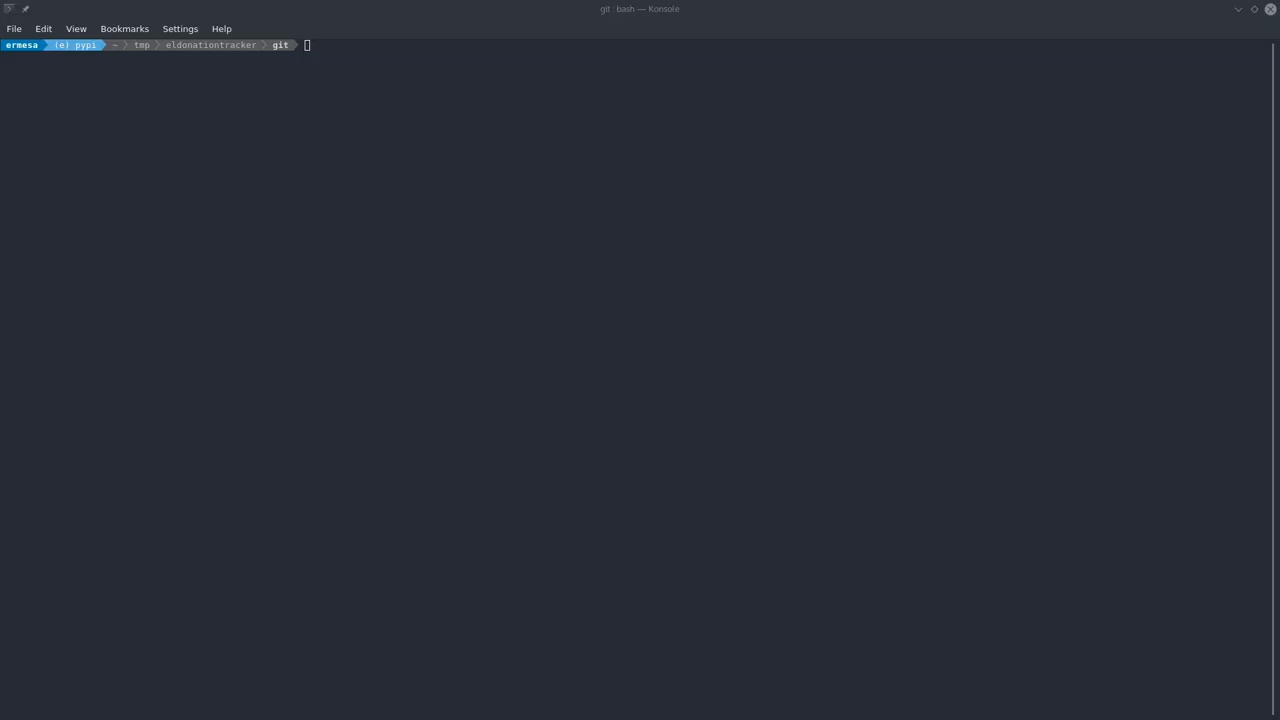 git : bash — Konsole
File Edit View Bookmarks Settings Help
ermesa (e) pypi ~ tmp eldonationtracker git